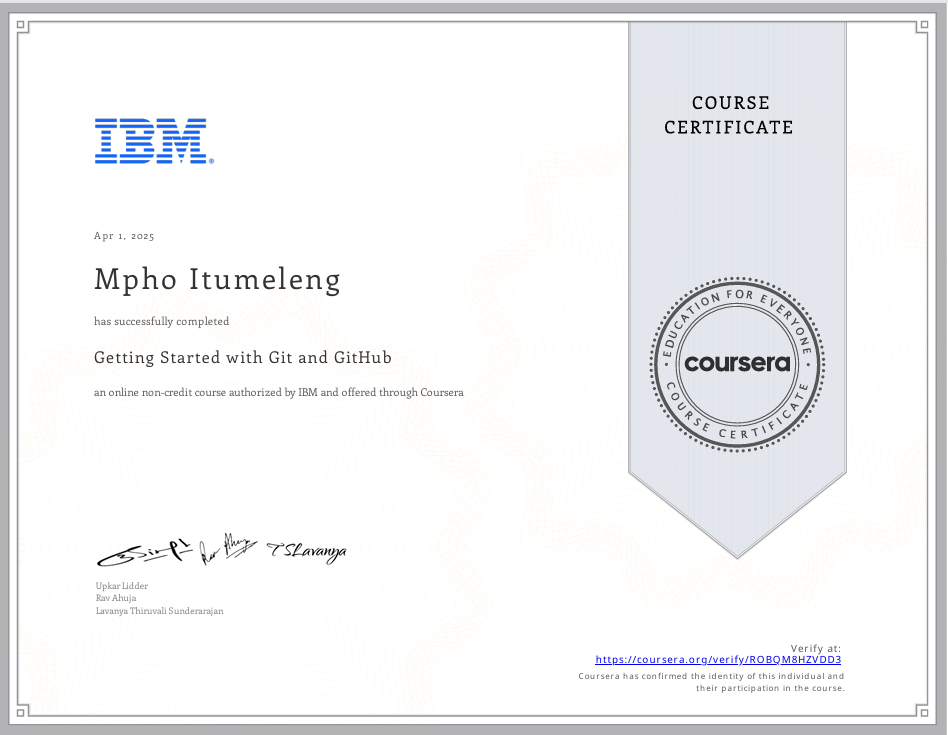 COURSE
CERTIFICATE
IBM®
Apr 1, 2025
Mpho Itumeleng
has successfully completed
Getting Started with Git and GitHub
an online non-credit course authorized by IBM and offered through Coursera
EDUCATION FOR EVERYONE
coursera
COURSE CERTIFICATE
TSLavanya
Upkar Lidder
Rav Ahuja
Lavanya Thiruvali Sunderarajan
Verify at:
https://coursera.org/verify/ROBQM8HZVDD3
Coursera has confirmed the identity of this individual and
their participation in the course.